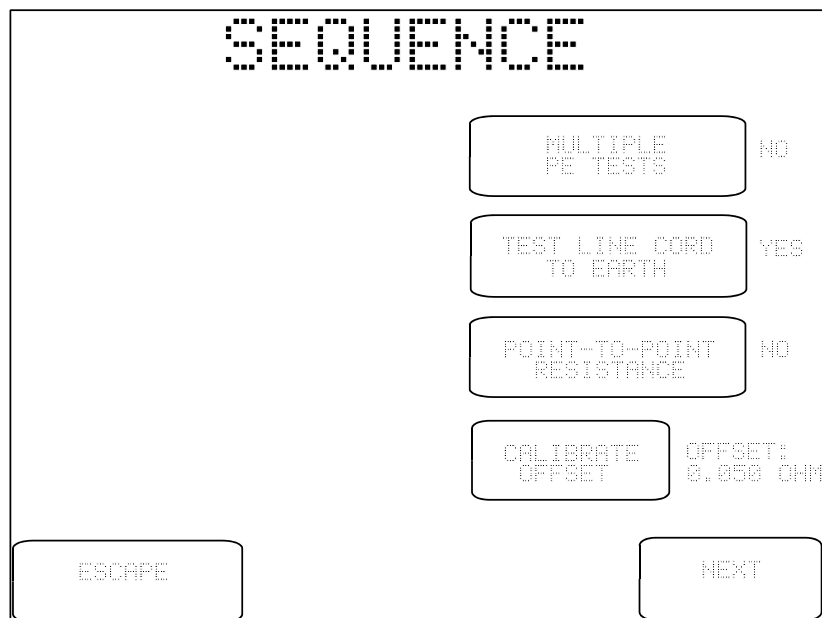 SEQUENCE
MULTIPLE
PE TESTS
NO
TEST LINE CORD
TO EARTH
YES
POINT-TO-POINT
RESISTANCE
NO
CALIBRATE
OFFSET
OFFSET:
0.050 OHM
ESCAPE
NEXT